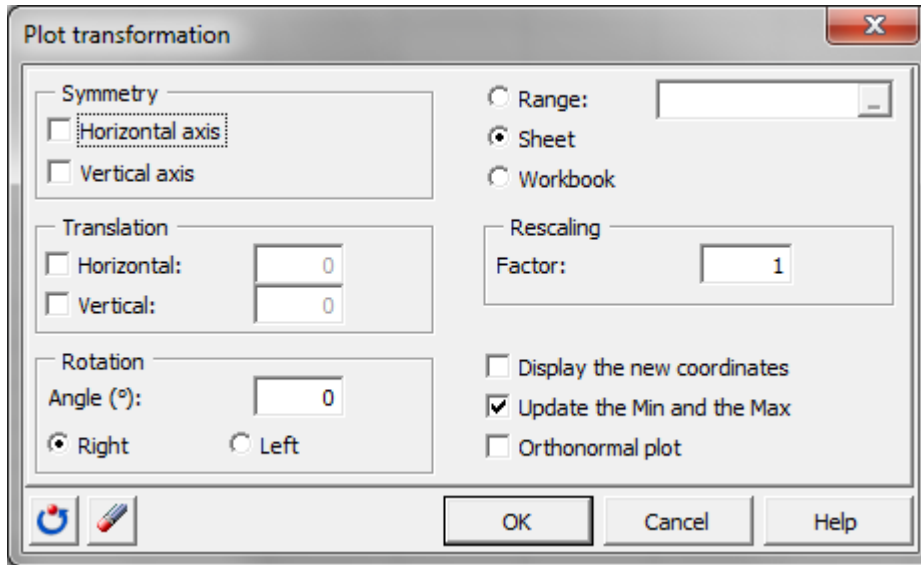 Plot transformation
Symmetry
Horizontal axis
Vertical axis
Translation
Horizontal: 0
Vertical: 0
Rotation
Angle (°): 0
Right Left
Range: _
Sheet
Workbook
Rescaling
Factor: 1
Display the new coordinates
Update the Min and the Max
Orthonormal plot
OK Cancel Help